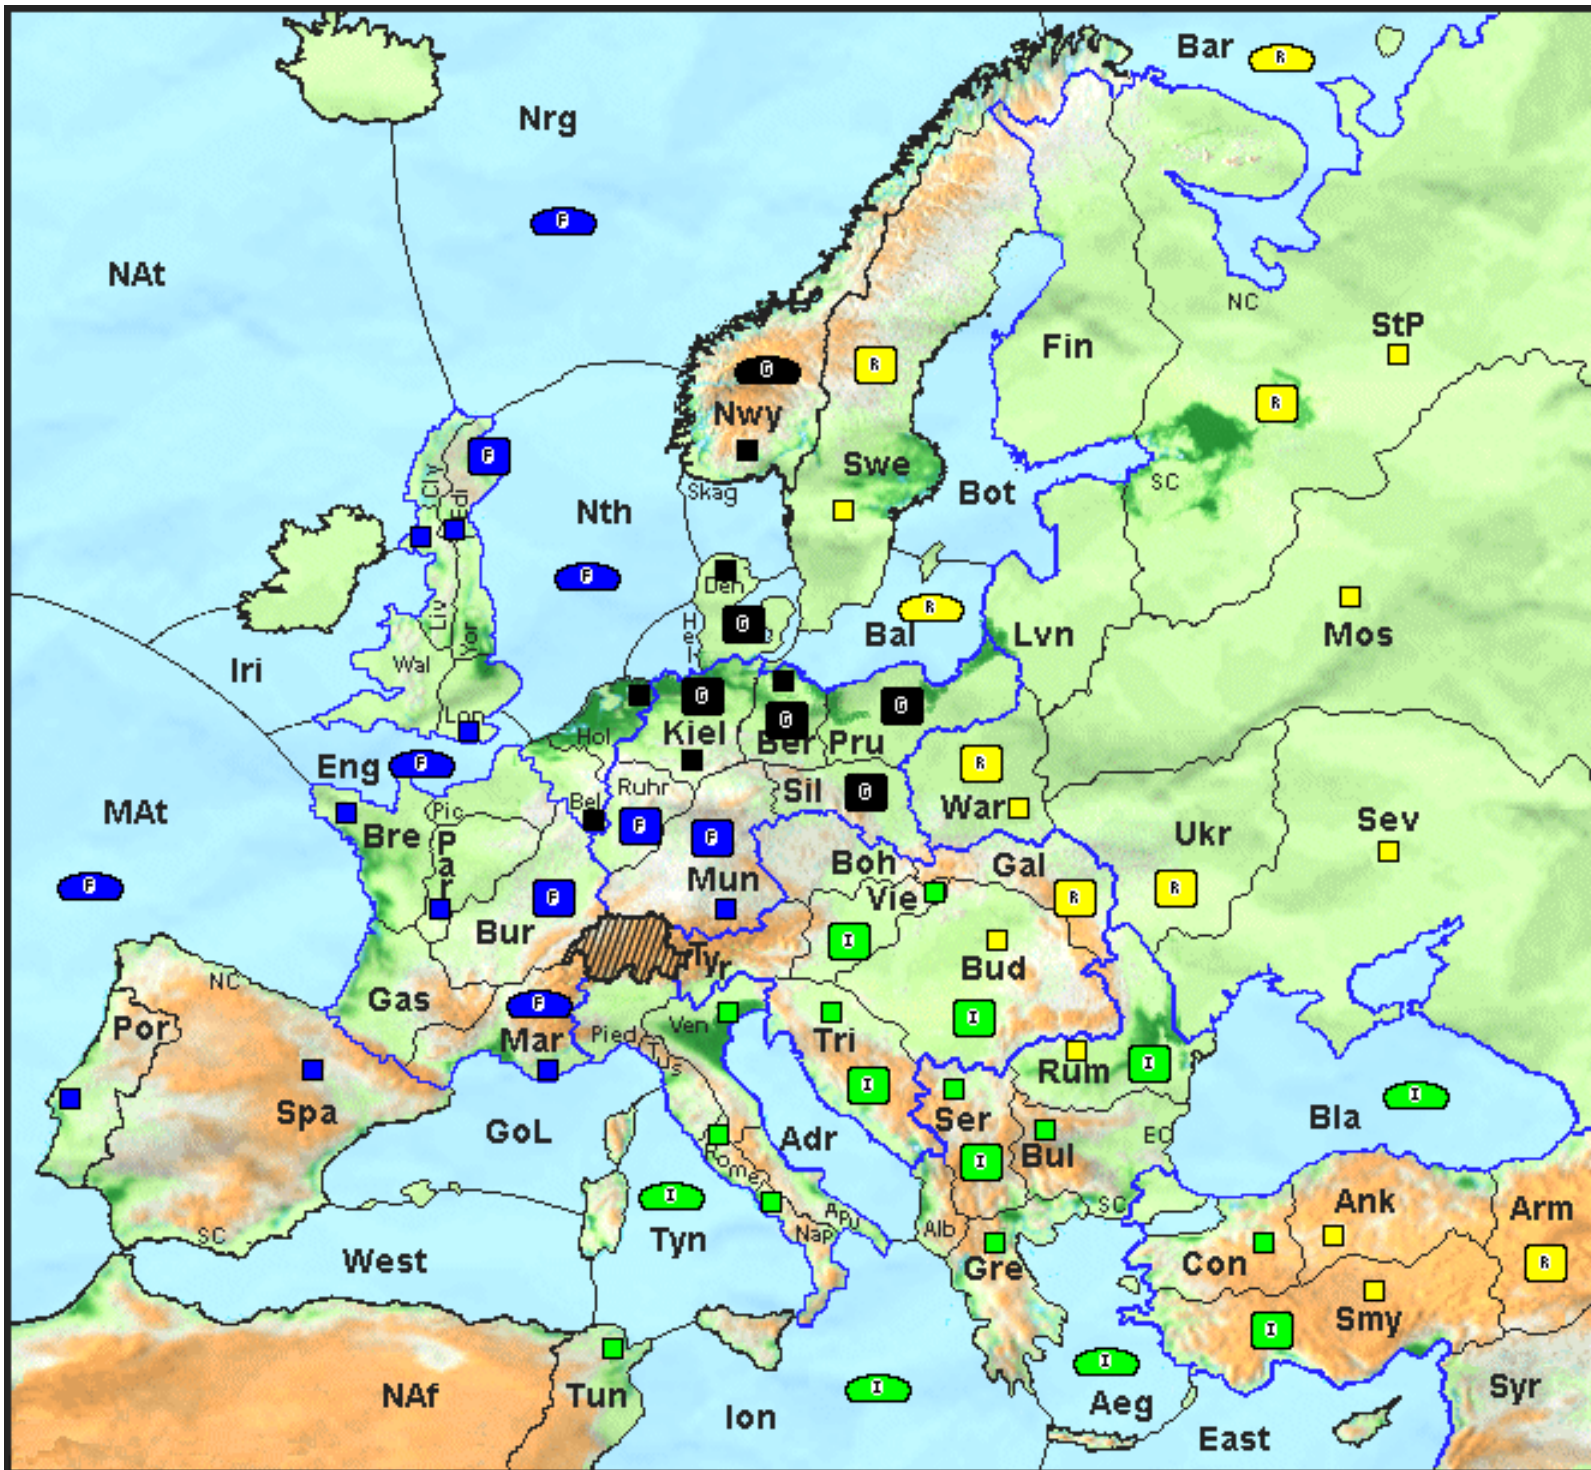 Bar
R
Nrg
F
NAt
NC
StP
Fin
R
G
R
Nwy
F
Cly
Edi
Swe
SC
Skag
Bot
Nth
F
Den
R
Mos
G
Hel
Bal
Lvn
Liv
Yor
Wal
Iri
G
G
G
Lon
Hol
Kiel
Ber
Pru
Eng
F
R
Ruhr
Sil
G
War
Bel
Pic
MAt
Bre
Par
F
F
Ukr
Sev
Boh
Gal
F
Mun
Vie
R
R
F
Bur
I
Bud
Tyr
NC
Gas
F
Por
Mar
Pied
Ven
Tri
I
Tus
Rum
I
I
I
Spa
GoL
Ser
Bla
Adr
Bul
EC
Rome
I
I
Ank
Arm
SC
Tyn
Apu
Nap
Alb
SC
West
Gre
Con
R
Smy
I
I
NAf
Tun
I
Ion
Aeg
Syr
East